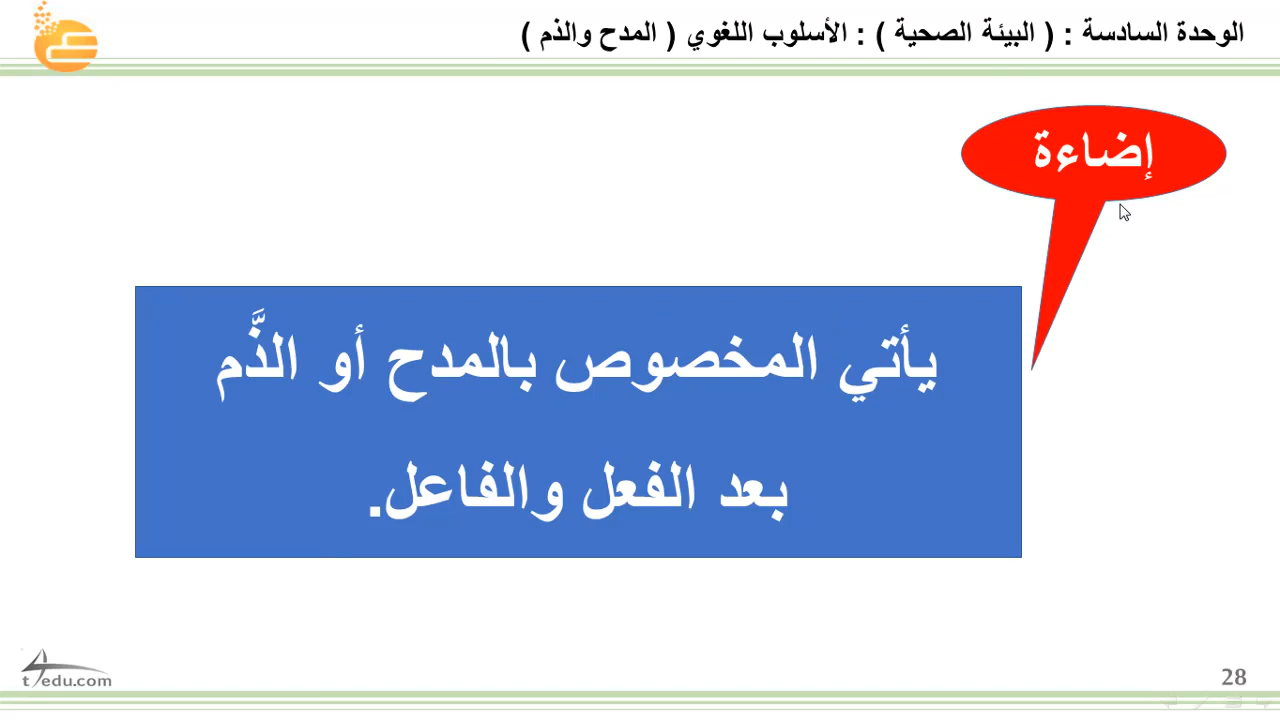 الوحدة السادسة : ( البيئة الصحية ) : الأسلوب اللغوي ( المدح والذم )
إضاءة
يأتي المخصوص بالمدح أو الذَّم
بعد الفعل والفاعل.
t4edu.com
28